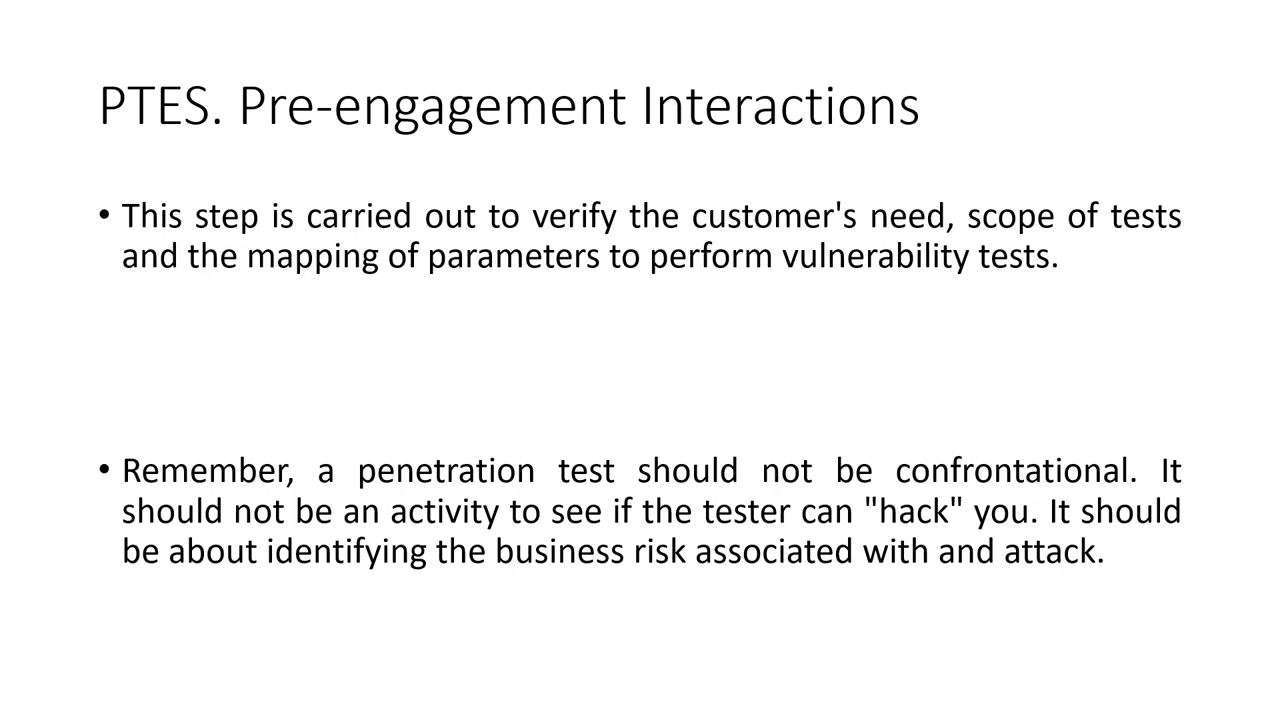 PTES. Pre-engagement Interactions
• This step is carried out to verify the customer's need, scope of tests
and the mapping of parameters to perform vulnerability tests.
• Remember, a penetration test should not be confrontational. It
should not be an activity to see if the tester can "hack" you. It should
be about identifying the business risk associated with and attack.